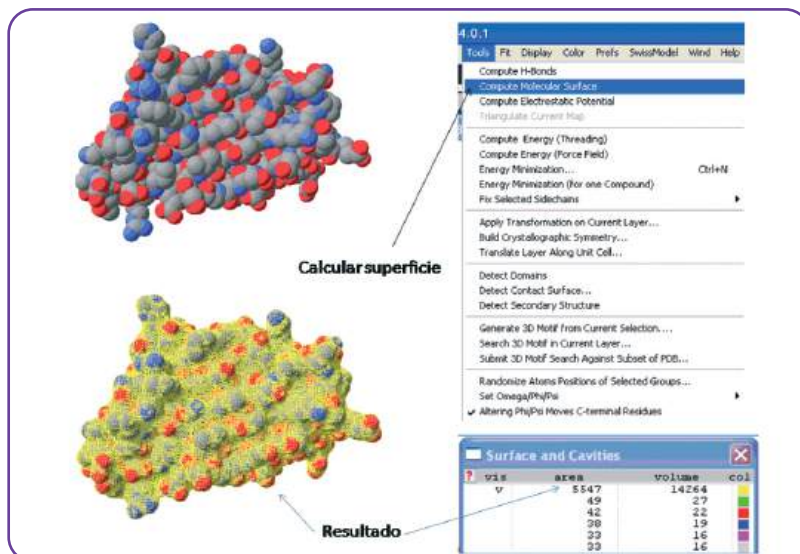 4.0.1
Tools Fit Display Color Prefs SwissModel Wind Help
Compute H-Bonds
Compute Molecular Surface
Compute Electrostatic Potential
Triangulate Current Map
Compute Energy (Threading)
Compute Energy (Force Field)
Energy Minimization... Ctrl+N
Energy Minimization (for one Compound)
Fix Selected Sidechains
Apply Transformation on Current Layer...
Build Crystallographic Symmetry...
Translate Layer Along Unit Cell...
Calcular superficie
Detect Domains
Detect Contact Surface...
Detect Secondary Structure
Generate 3D Motif from Current Selection....
Search 3D Motif in Current Layer...
Submit 3D Motif Search Against Subset of PDB...
Randomize Atoms Positions of Selected Groups...
Set Omega/Phi/Psi
✓ Altering Phi/Psi Moves C-terminal Residues
Surface and Cavities
? vis area volume col
v 5547 14264
49 27
42 22
38 19
33 16
33 16
Resultado